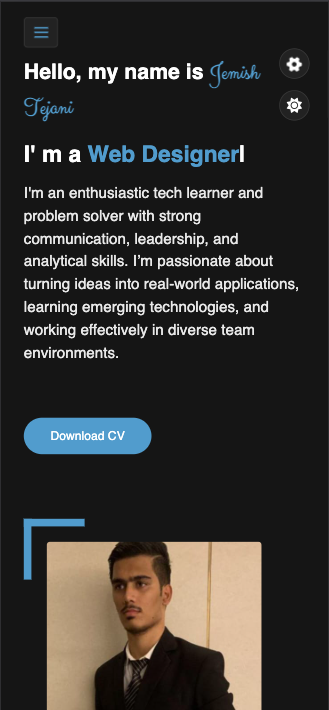 Hello, my name is Jemish
Tejani
I' m a Web Designer
I'm an enthusiastic tech learner and
problem solver with strong
communication, leadership, and
analytical skills. I’m passionate about
turning ideas into real-world applications,
learning emerging technologies, and
working effectively in diverse team
environments.
Download CV